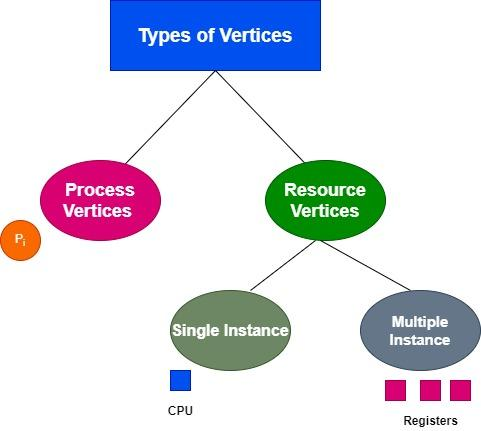 Types of Vertices
Process
Vertices
Resource
Vertices
Pi
Single Instance
Multiple
Instance
CPU
Registers